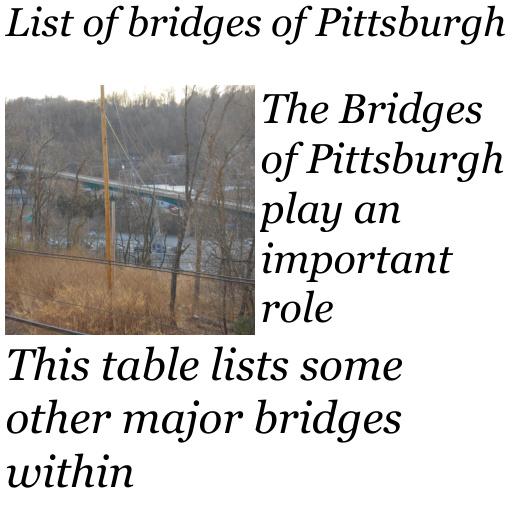 List of bridges of Pittsburgh
The Bridges
of Pittsburgh
play an
important
role
This table lists some
other major bridges
within